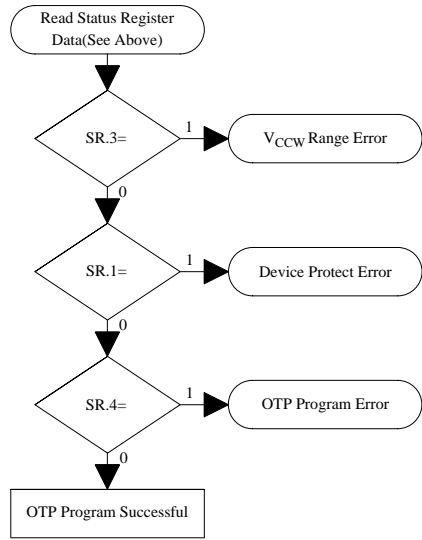 Read Status Register
Data(See Above)
SR.3=
1
VCCW Range Error
0
SR.1=
1
Device Protect Error
0
SR.4=
1
OTP Program Error
0
OTP Program Successful